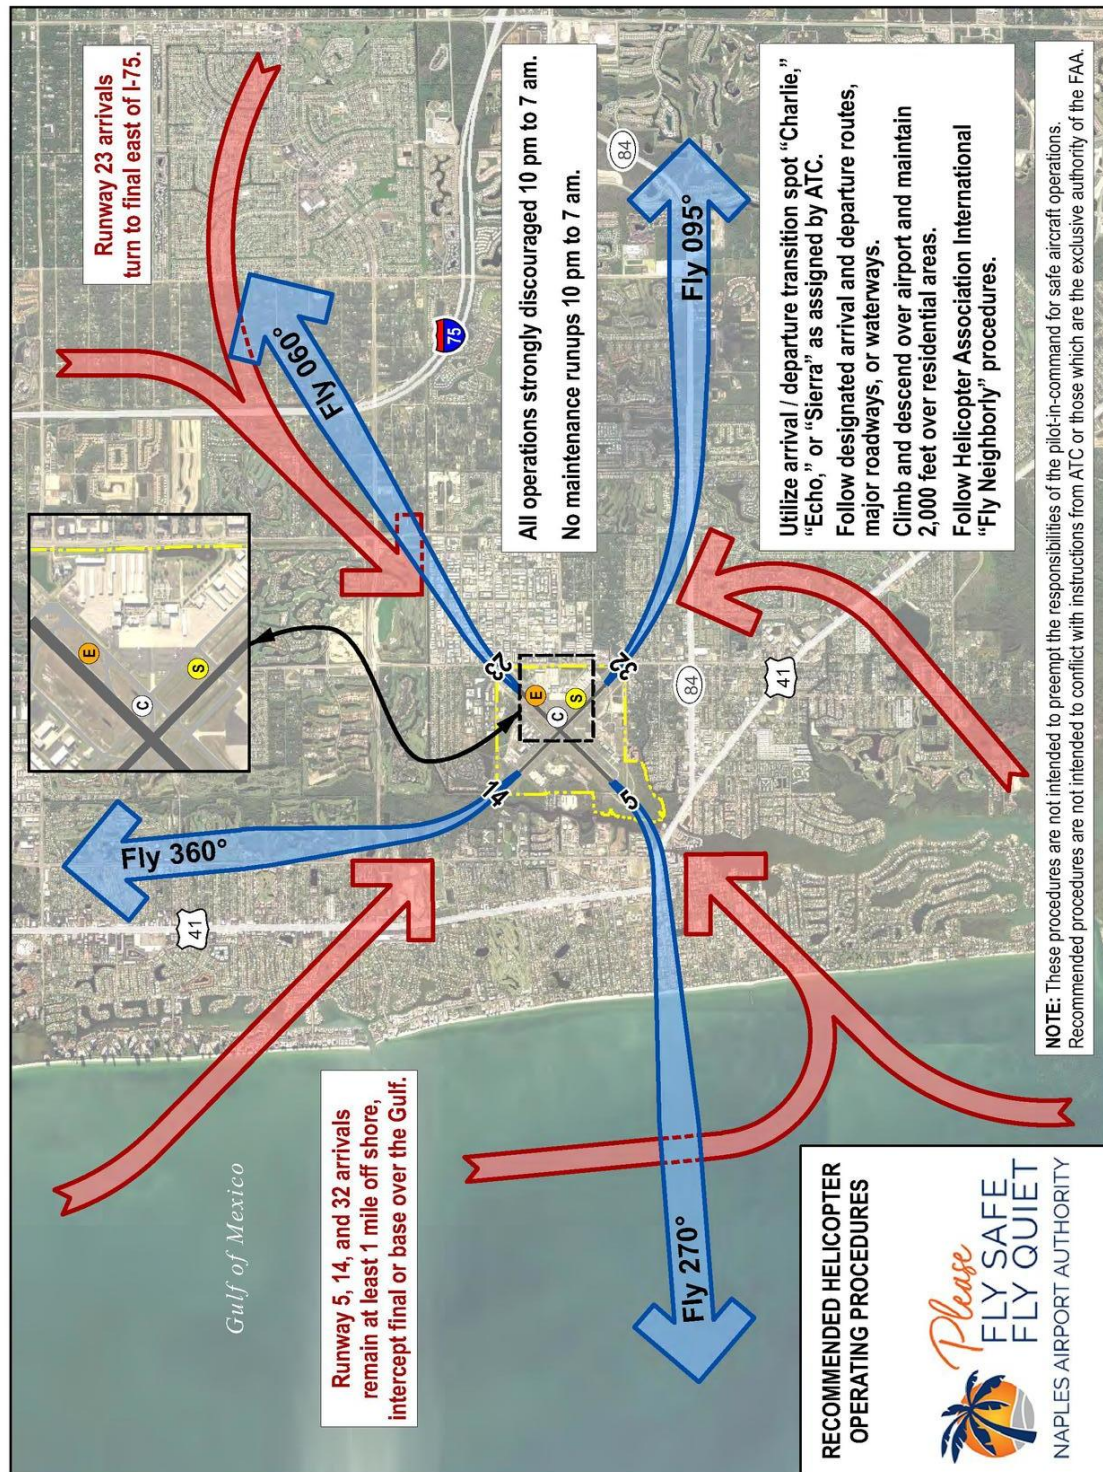 Runway 23 arrivals
turn to final east of I-75.
Fly 360°
14
41
Fly 060°
23
75
E
C
S
E
C
S
Gulf of Mexico
Runway 5, 14, and 32 arrivals
remain at least 1 mile off shore,
intercept final or base over the Gulf.
All operations strongly discouraged 10 pm to 7 am.
No maintenance runups 10 pm to 7 am.
5
32
Fly 270°
Fly 095°
84
84
41
Utilize arrival / departure transition spot “Charlie,”
“Echo,” or “Sierra” as assigned by ATC.
Follow designated arrival and departure routes,
major roadways, or waterways.
Climb and descend over airport and maintain
2,000 feet over residential areas.
Follow Helicopter Association International
“Fly Neighborly” procedures.
RECOMMENDED HELICOPTER
OPERATING PROCEDURES
Please
FLY SAFE
FLY QUIET
NAPLES AIRPORT AUTHORITY
NOTE: These procedures are not intended to preempt the responsibilities of the pilot-in-command for safe aircraft operations.
Recommended procedures are not intended to conflict with instructions from ATC or those which are the exclusive authority of the FAA.